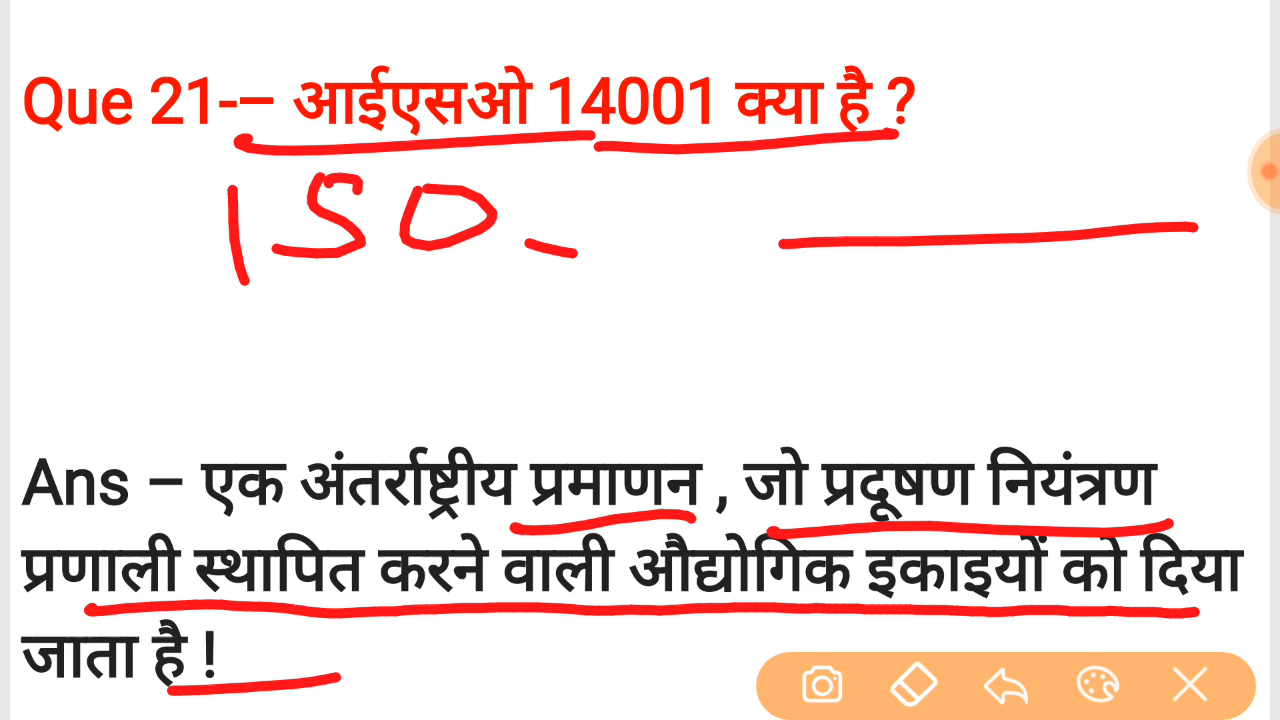 Que 21-– आईएसओ 14001 क्या है ?
ISO -
Ans – एक अंतर्राष्ट्रीय प्रमाणन , जो प्रदूषण नियंत्रण
प्रणाली स्थापित करने वाली औद्योगिक इकाइयों को दिया
जाता है !